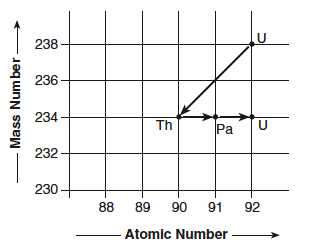 Mass Number
238
236
234
232
230
U
Th
Pa
U
88 89 90 91 92
Atomic Number